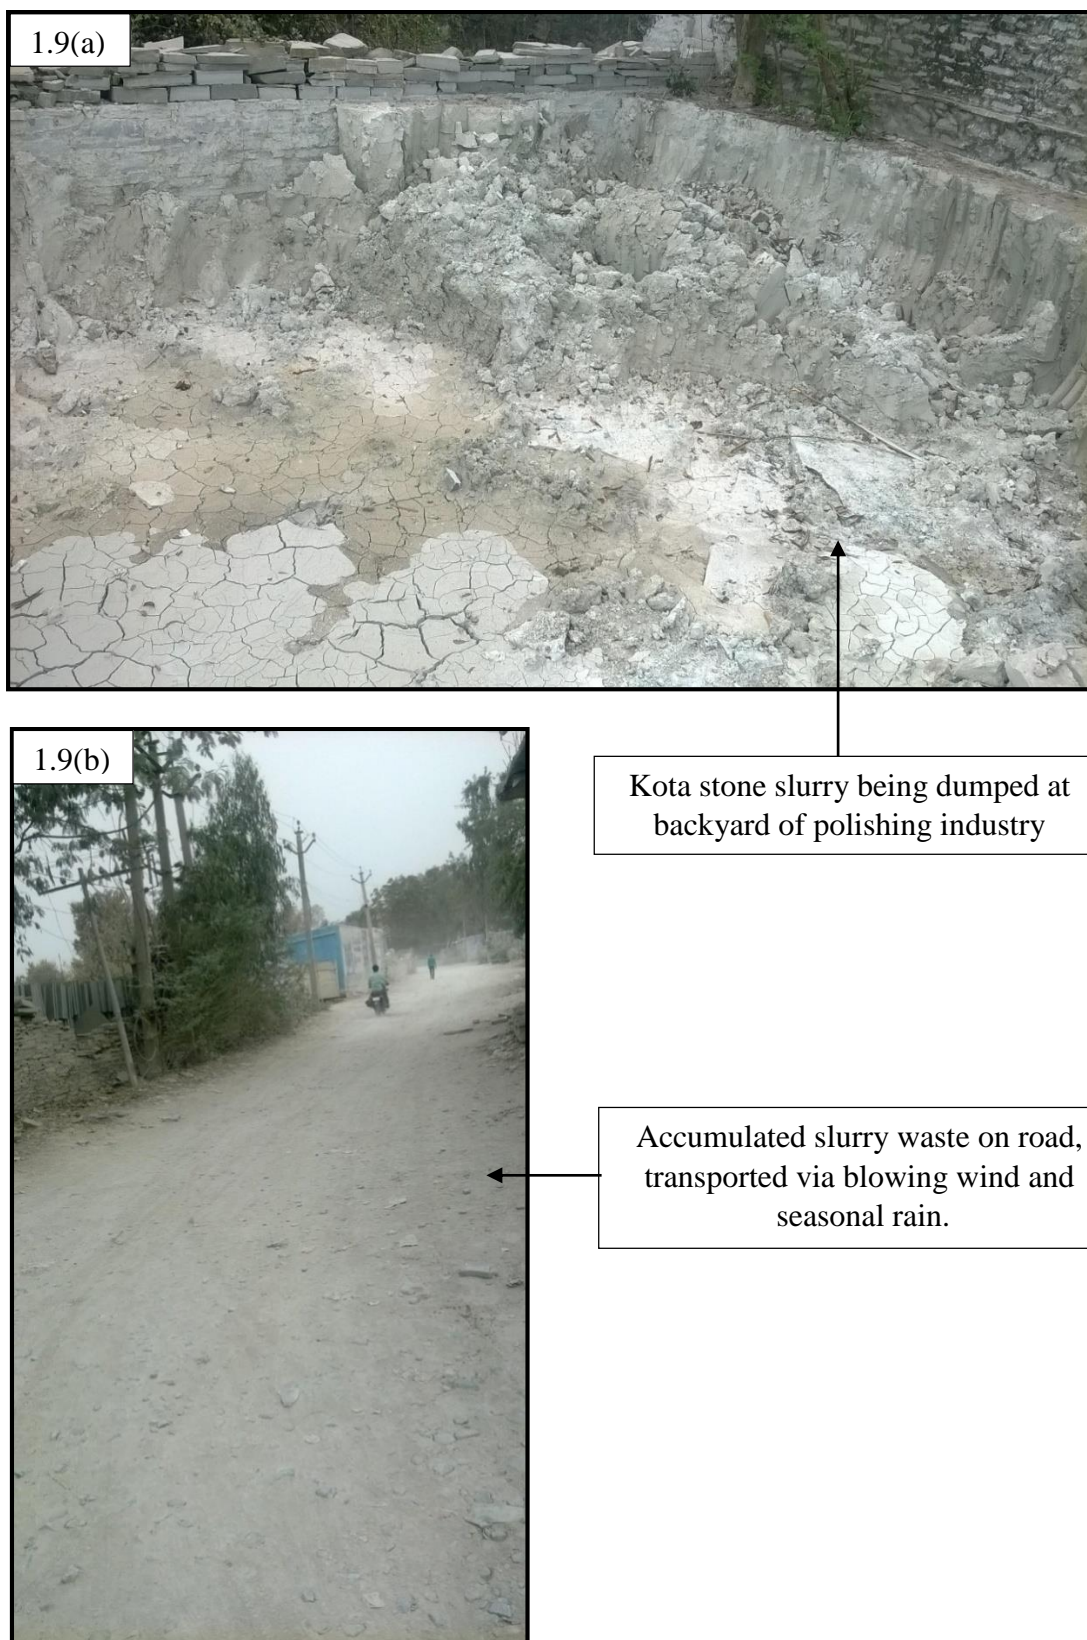 1.9(a)
1.9(b)
Kota stone slurry being dumped at
backyard of polishing industry
Accumulated slurry waste on road,
transported via blowing wind and
seasonal rain.